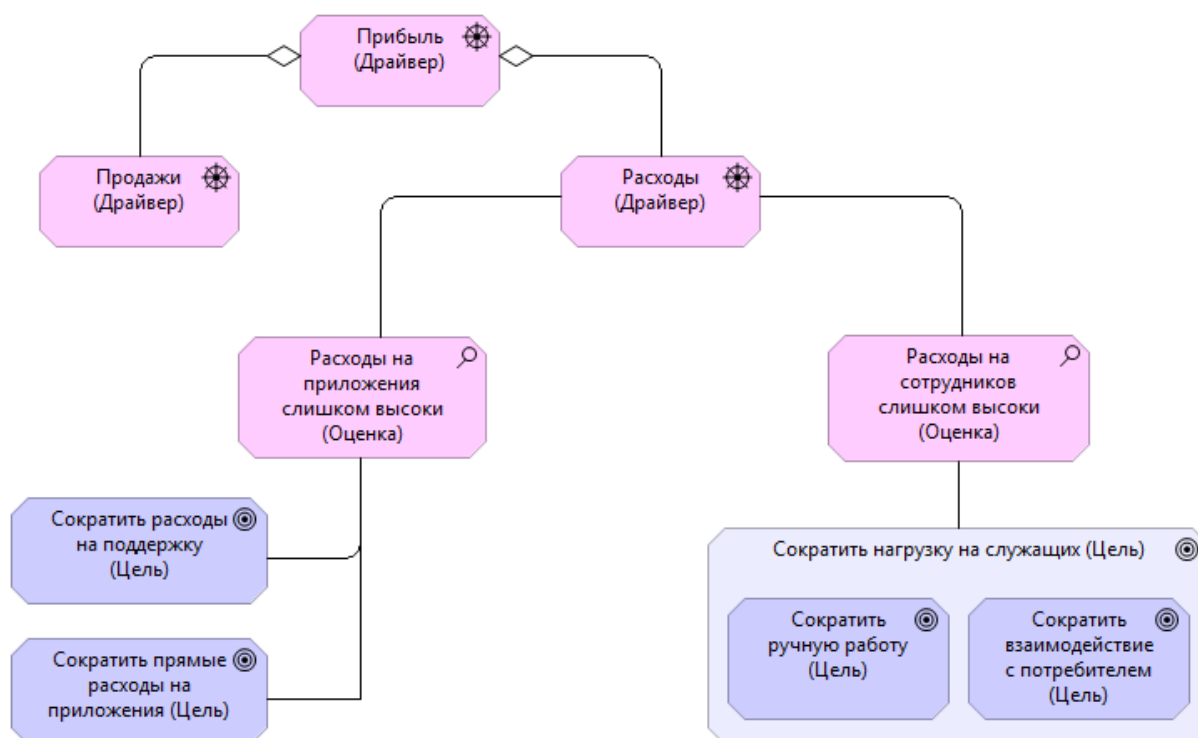 Прибыль
(Драйвер)
Продажи
(Драйвер)
Расходы
(Драйвер)
Расходы на
приложения
слишком высоки
(Оценка)
Расходы на
сотрудников
слишком высоки
(Оценка)
Сократить расходы
на поддержку
(Цель)
Сократить прямые
расходы на
приложения (Цель)
Сократить нагрузку на служащих (Цель)
Сократить
ручную работу
(Цель)
Сократить
взаимодействие
с потребителем
(Цель)